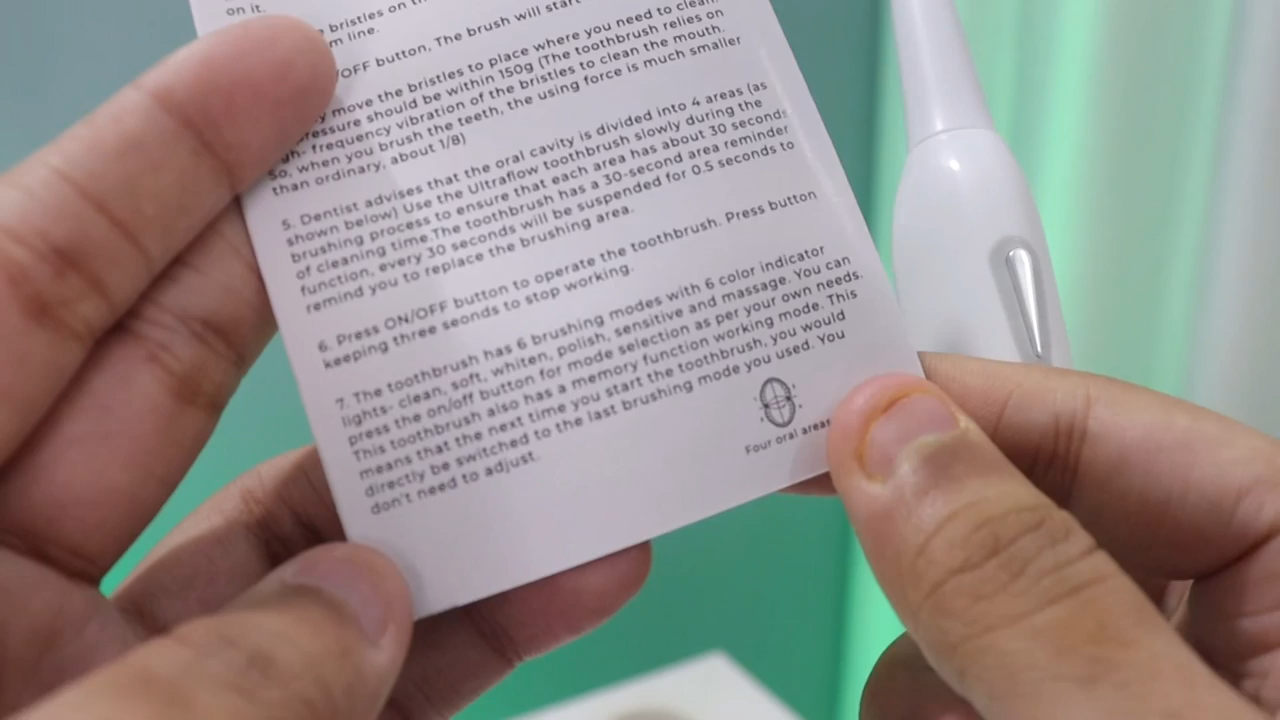 on it.
bristles on
m line.
/OFF button, The brush will start
move the bristles to place where you need to clean.
ressure should be within 150g (The toothbrush relies on
frequency vibration of the bristles to clean the mouth.
So, when you brush the teeth, the using force is much smaller
than ordinary, about 1/8)
5. Dentist advises that the oral cavity is divided into 4 areas (as
shown below) Use the Ultraflow toothbrush slowly during the
brushing process to ensure that each area has about 30 seconds
of cleaning time.The toothbrush has a 30-second area reminder
function, every 30 seconds will be suspended for 0.5 seconds to
remind you to replace the brushing area.
6. Press ON/OFF button to operate the toothbrush. Press button
keeping three seonds to stop working.
7. The toothbrush has 6 brushing modes with 6 color indicator
lights- clean, soft, whiten, polish, sensitive and massage. You can
press the on/off button for mode selection as per your own needs.
This toothbrush also has a memory function working mode. This
means that the next time you start the toothbrush, you would
directly be switched to the last brushing mode you used. You
don't need to adjust.
Four oral areas